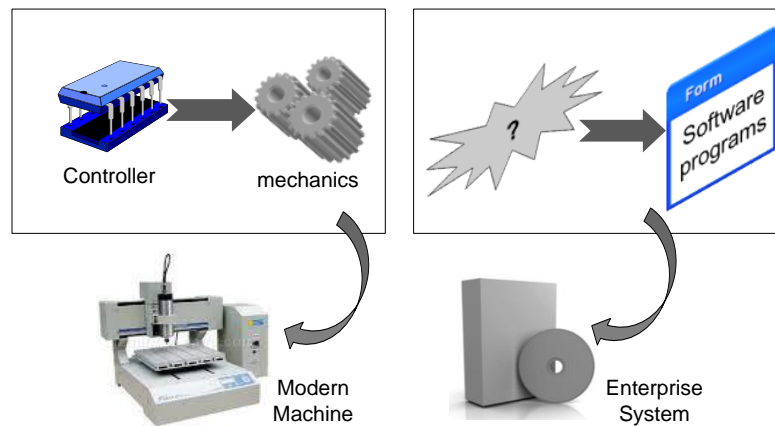 Controller
mechanics
?
Form
Software
programs
Modern
Machine
Enterprise
System